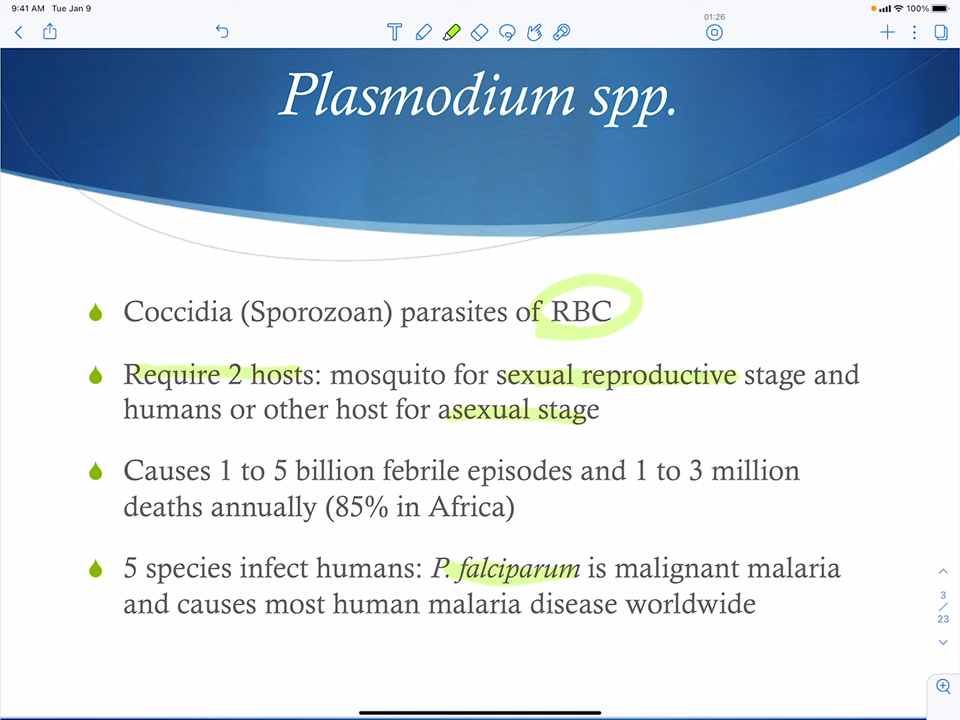 9:41 AM Tue Jan 9
100%
01:26
Plasmodium spp.
Coccidia (Sporozoan) parasites of RBC
Require 2 hosts: mosquito for sexual reproductive stage and
humans or other host for asexual stage
Causes 1 to 5 billion febrile episodes and 1 to 3 million
deaths annually (85% in Africa)
5 species infect humans: P. falciparum is malignant malaria
and causes most human malaria disease worldwide
3
/
23